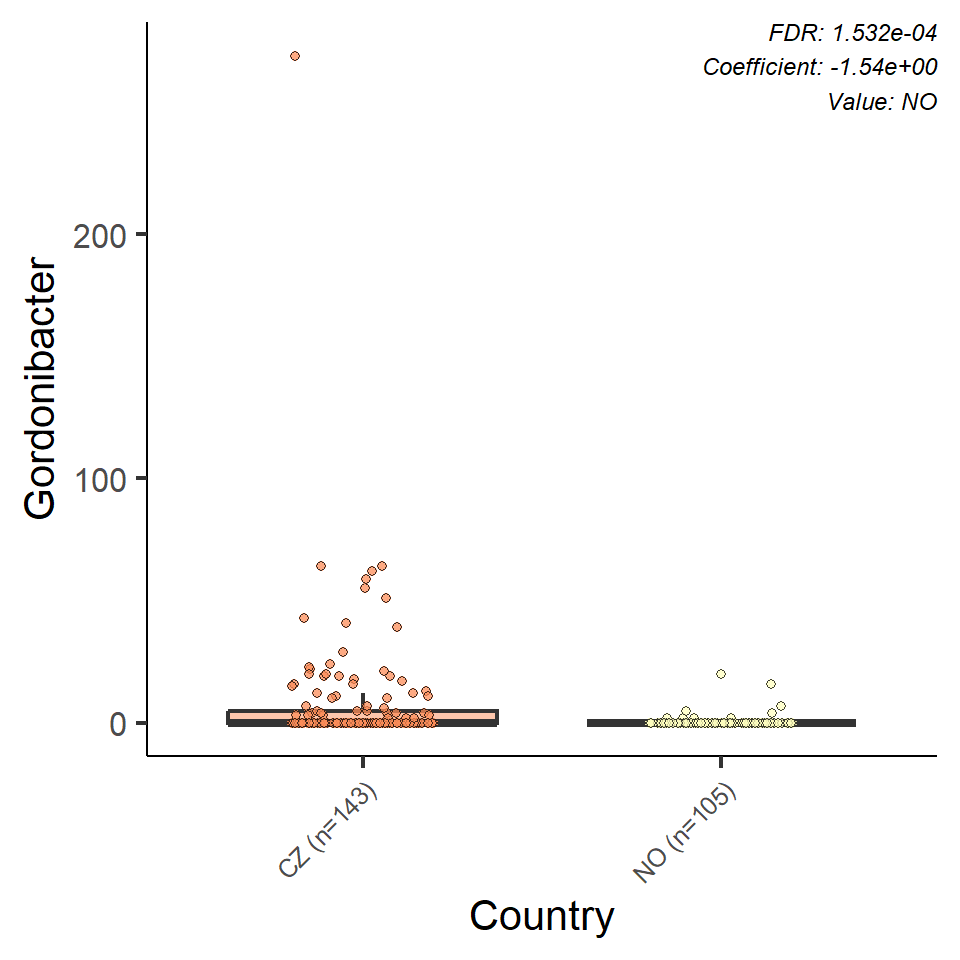 FDR: 1.532e-04
Coefficient: -1.54e+00
Value: NO
Gordonibacter
200
100
0
CZ (n=143)
NO (n=105)
Country